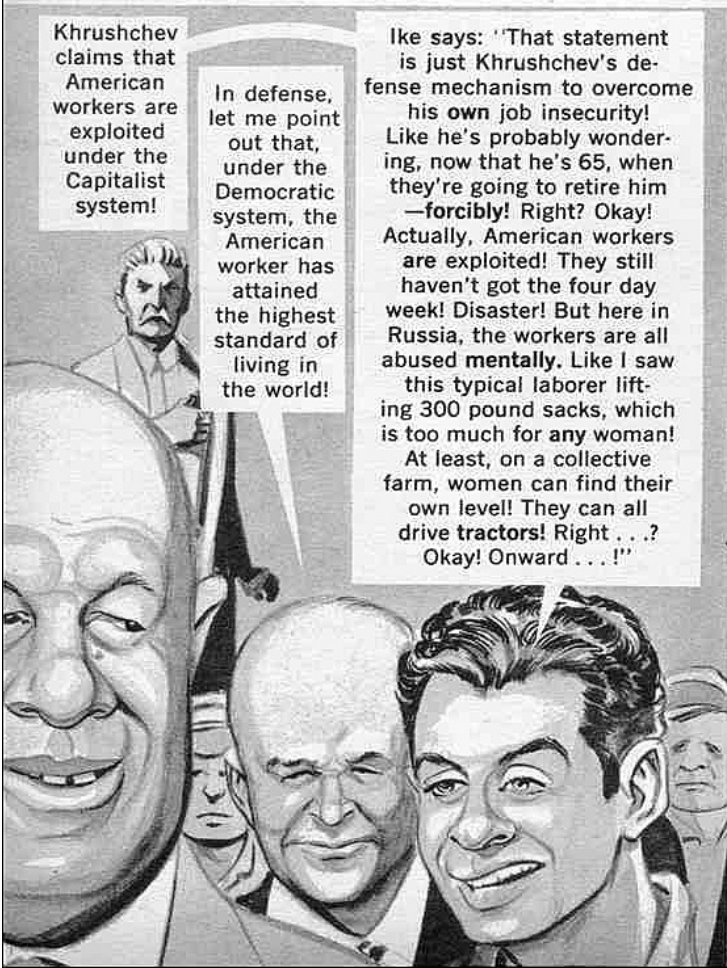 Khrushchev
claims that
American
workers are
exploited
under the
Capitalist
system!
In defense,
let me point
out that,
under the
Democratic
system, the
American
worker has
attained
the highest
standard of
living in
the world!
Ike says: "That statement
is just Khrushchev's de-
fense mechanism to overcome
his own job insecurity!
Like he's probably wonder-
ing, now that he's 65, when
they're going to retire him
—forcibly! Right? Okay!
Actually, American workers
are exploited! They still
haven't got the four day
week! Disaster! But here in
Russia, the workers are all
abused mentally. Like I saw
this typical laborer lift-
ing 300 pound sacks, which
is too much for any woman!
At least, on a collective
farm, women can find their
own level! They can all
drive tractors! Right . . .?
Okay! Onward . . . !"